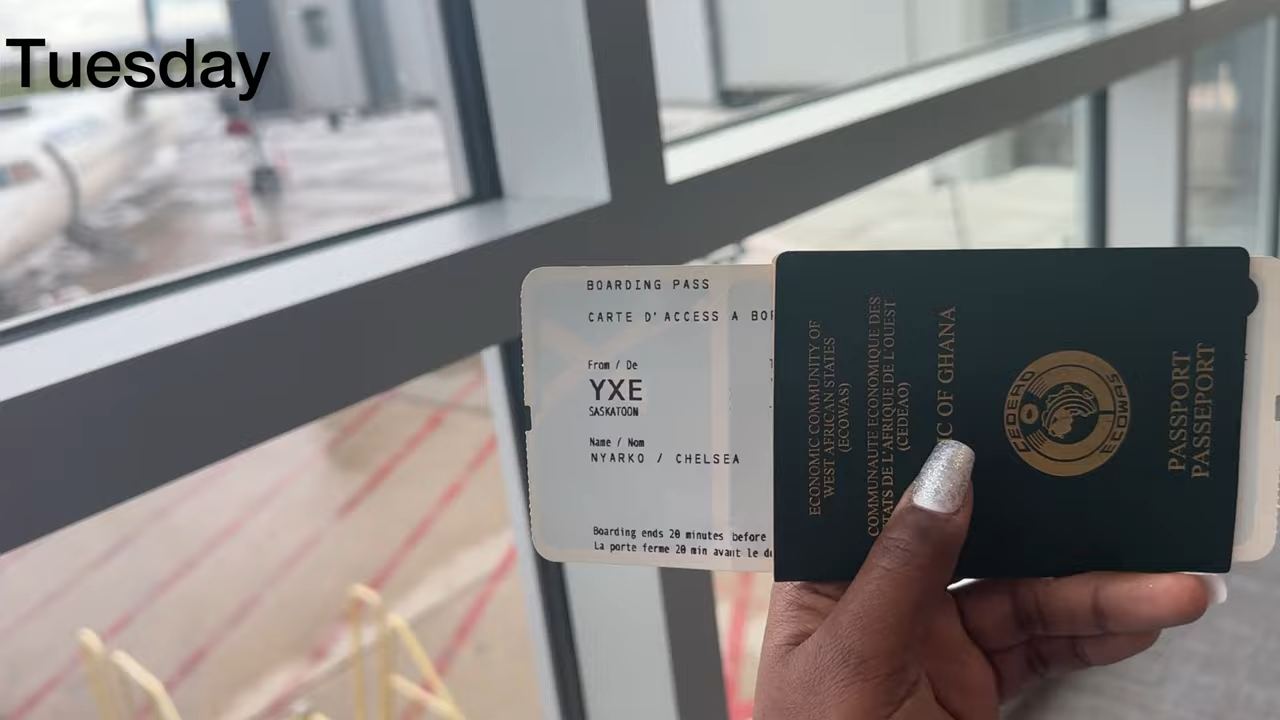 Tuesday
BOARDING PASS
CARTE D'ACCESS A
From / De
YXE
SASKATOON
Name / Nom
NYARKO / CHELSEA
Boarding ends 20 minutes before
La porte ferme 20 min avant le
ECONOMIC COMMUNITY OF
WEST AFRICAN STATES
(ECOWAS)
COMMUNAUTE ECONOMIQUE DES
DE L'AFRIQUE DE L'OUEST
(CEDEAO)
OF GHANA
CEDEAO
ECOWAS
PASSPORT
PASSEPORT